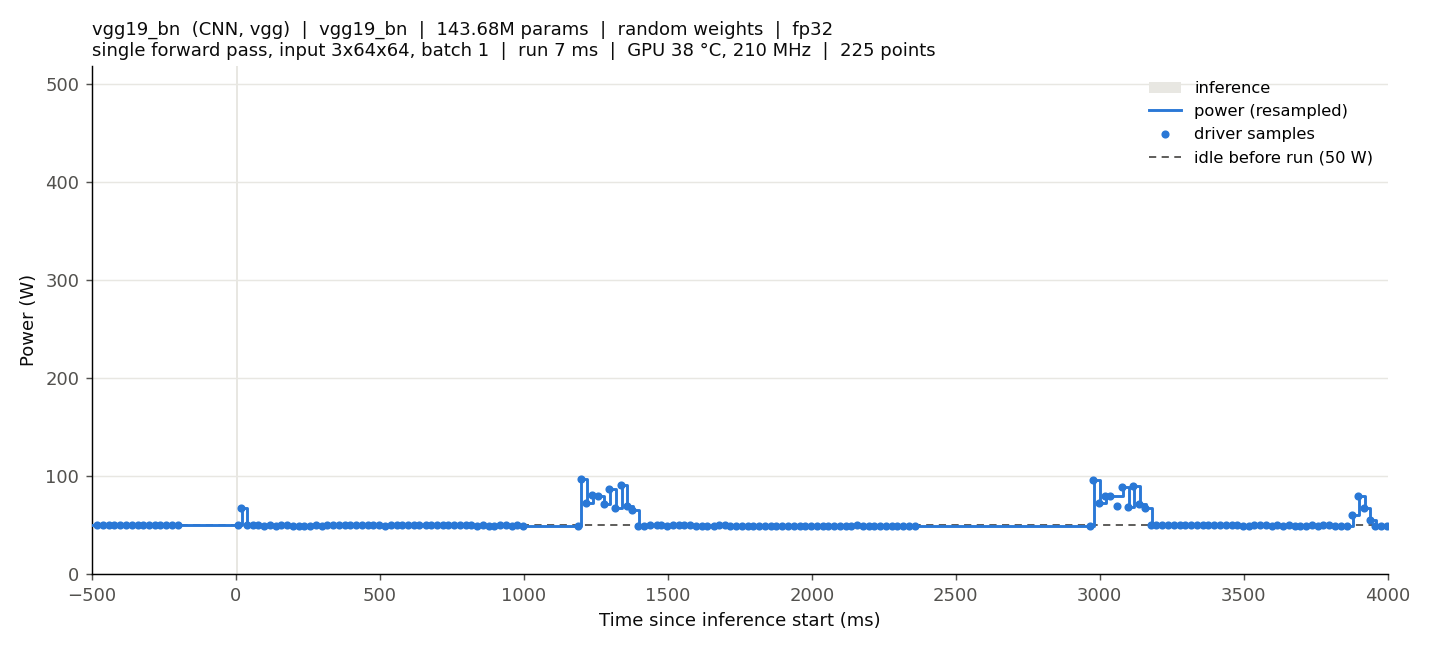 vgg19_bn  (CNN, vgg)  |  vgg19_bn  |  143.68M params  |  random weights  |  fp32
single forward pass, input 3x64x64, batch 1  |  run 7 ms  |  GPU 38 °C, 210 MHz  |  225 points
500
400
300
200
100
0
Power (W)
inference
power (resampled)
driver samples
idle before run (50 W)
−500
0
500
1000
1500
2000
2500
3000
3500
4000
Time since inference start (ms)